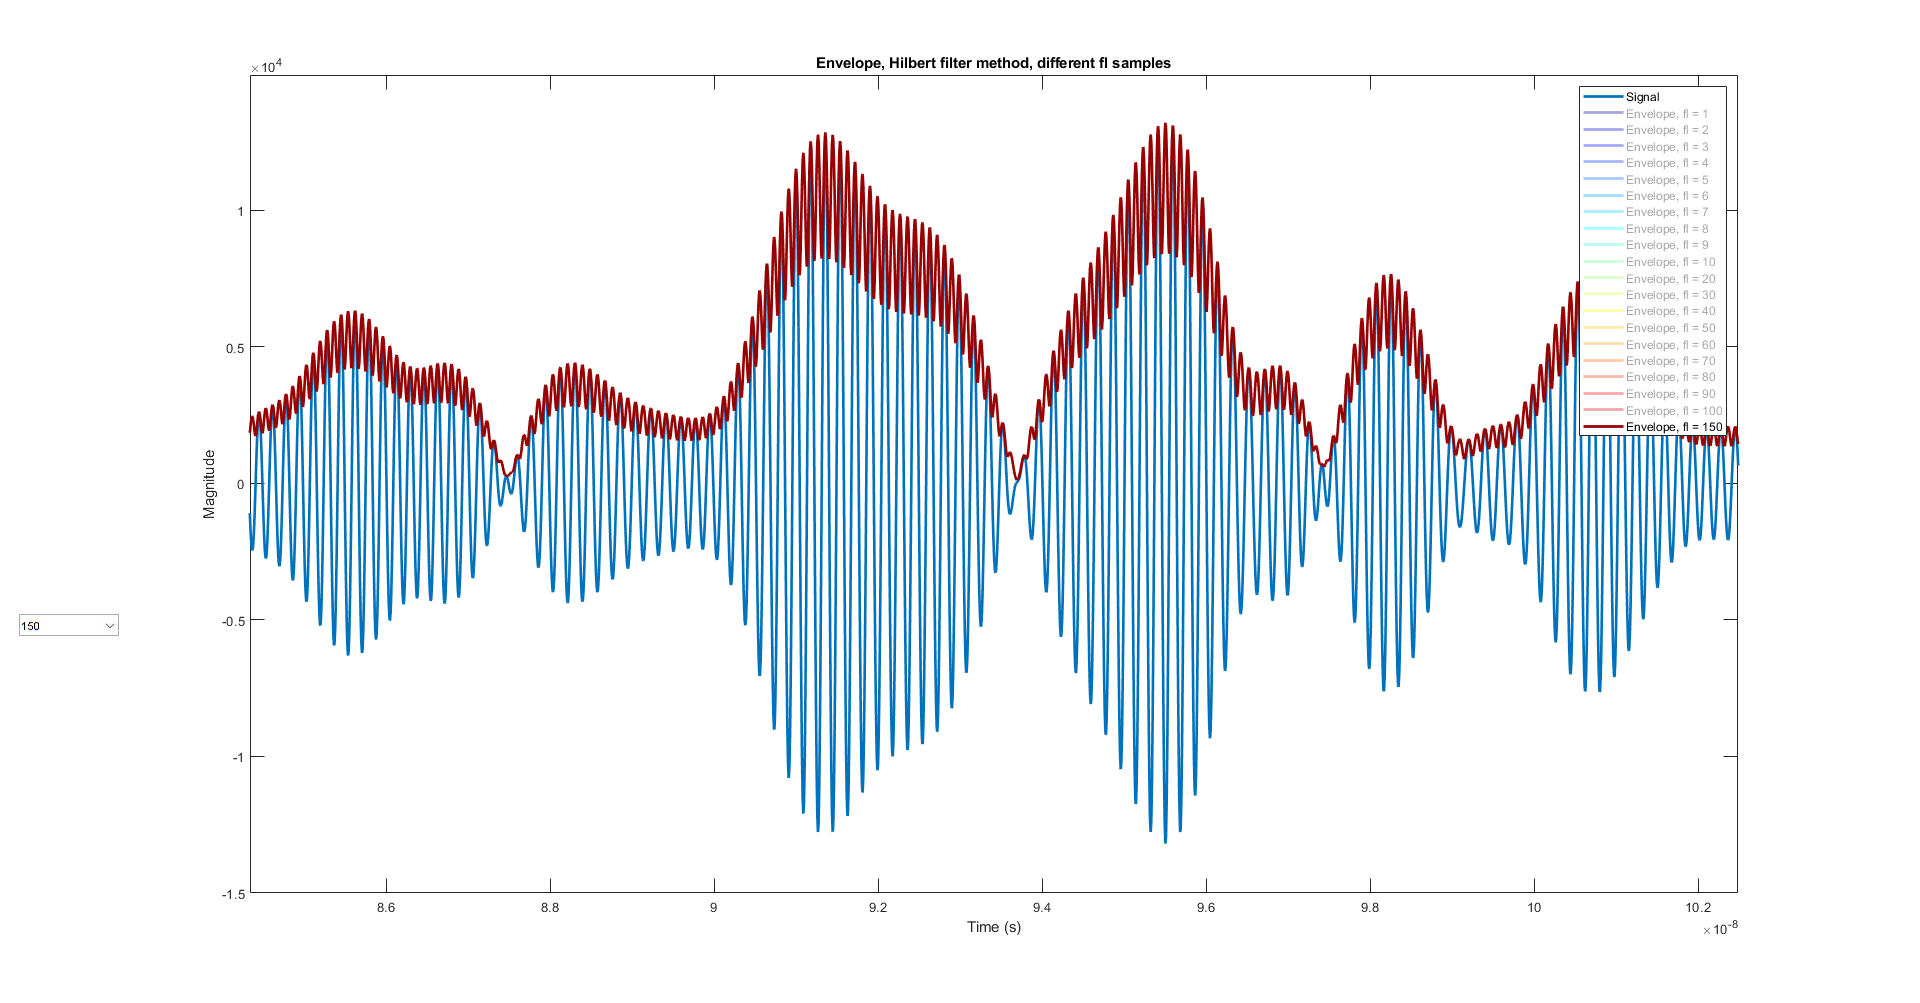 Envelope, Hilbert filter method, different fl samples
×10^4
1
0.5
0
-0.5
-1
-1.5
Magnitude
8.6
8.8
9
9.2
9.4
9.6
9.8
10
10.2
Time (s)
×10^-8
Signal
Envelope, fl = 1
Envelope, fl = 2
Envelope, fl = 3
Envelope, fl = 4
Envelope, fl = 5
Envelope, fl = 6
Envelope, fl = 7
Envelope, fl = 8
Envelope, fl = 9
Envelope, fl = 10
Envelope, fl = 20
Envelope, fl = 30
Envelope, fl = 40
Envelope, fl = 50
Envelope, fl = 60
Envelope, fl = 70
Envelope, fl = 80
Envelope, fl = 90
Envelope, fl = 100
Envelope, fl = 150
150